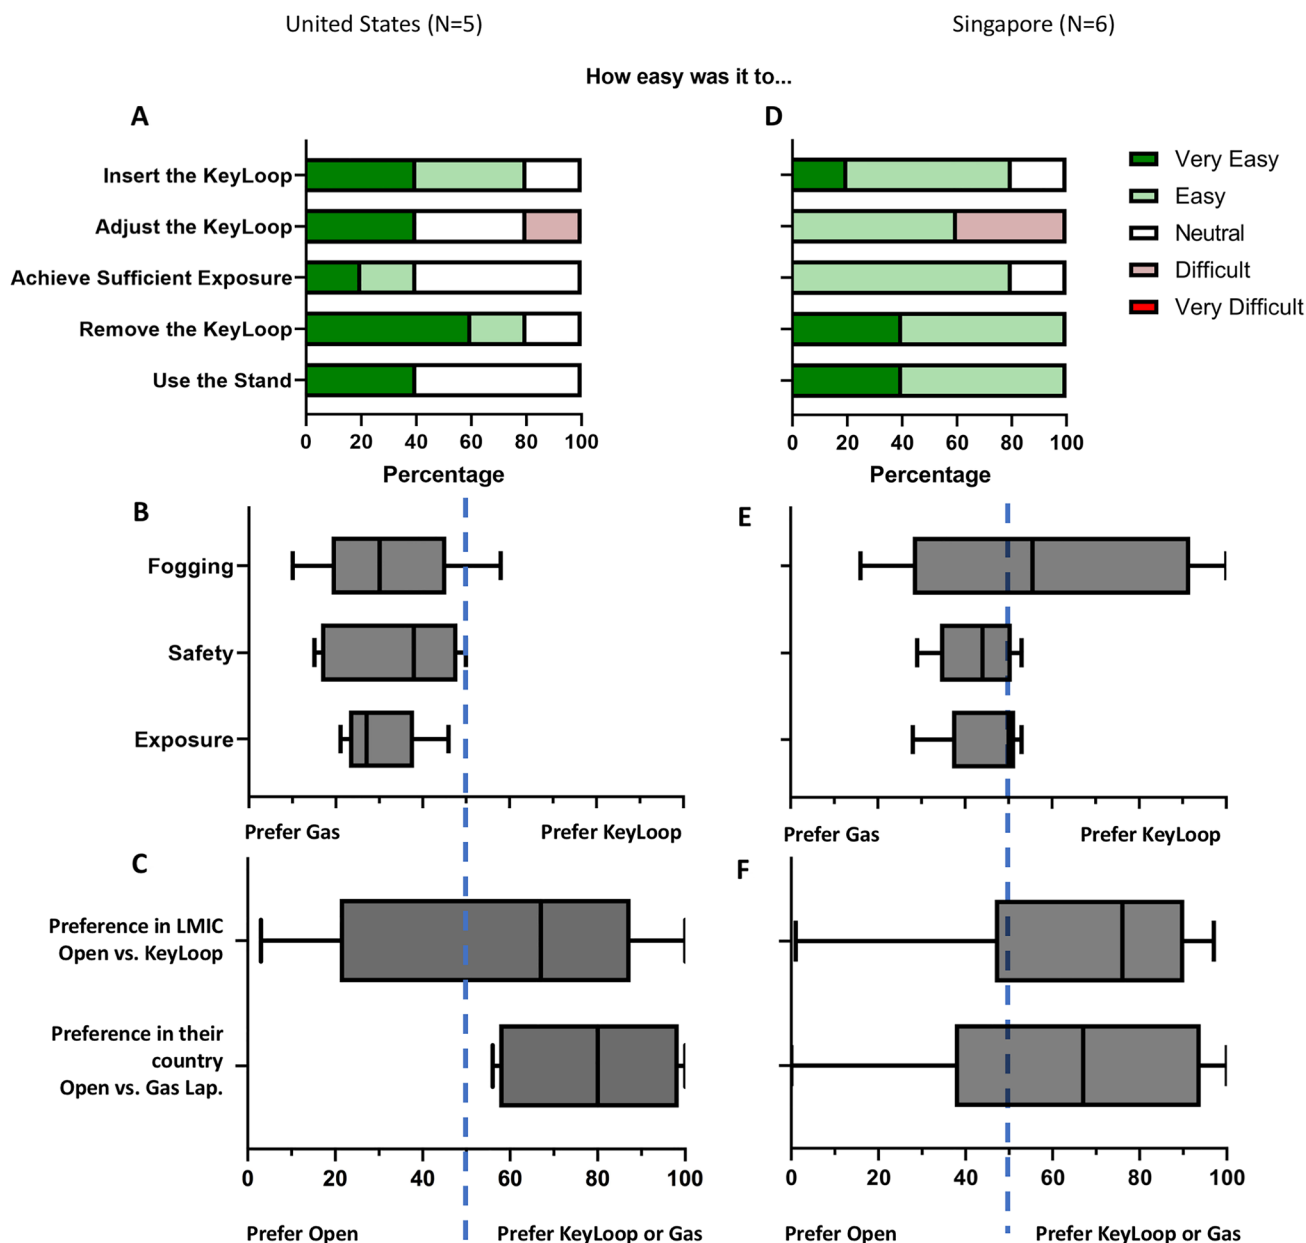 United States (N=5)
Singapore (N=6)
How easy was it to...
A
D
Insert the KeyLoop
Adjust the KeyLoop
Achieve Sufficient Exposure
Remove the KeyLoop
Use the Stand
Very Easy
Easy
Neutral
Difficult
Very Difficult
0 20 40 60 80 100
Percentage
0 20 40 60 80 100
Percentage
B
E
Fogging
Safety
Exposure
Prefer Gas
Prefer KeyLoop
Prefer Gas
Prefer KeyLoop
C
F
Preference in LMIC
Open vs. KeyLoop
Preference in their
country
Open vs. Gas Lap.
0 20 40 60 80 100
0 20 40 60 80 100
Prefer Open
Prefer KeyLoop or Gas
Prefer Open
Prefer KeyLoop or Gas